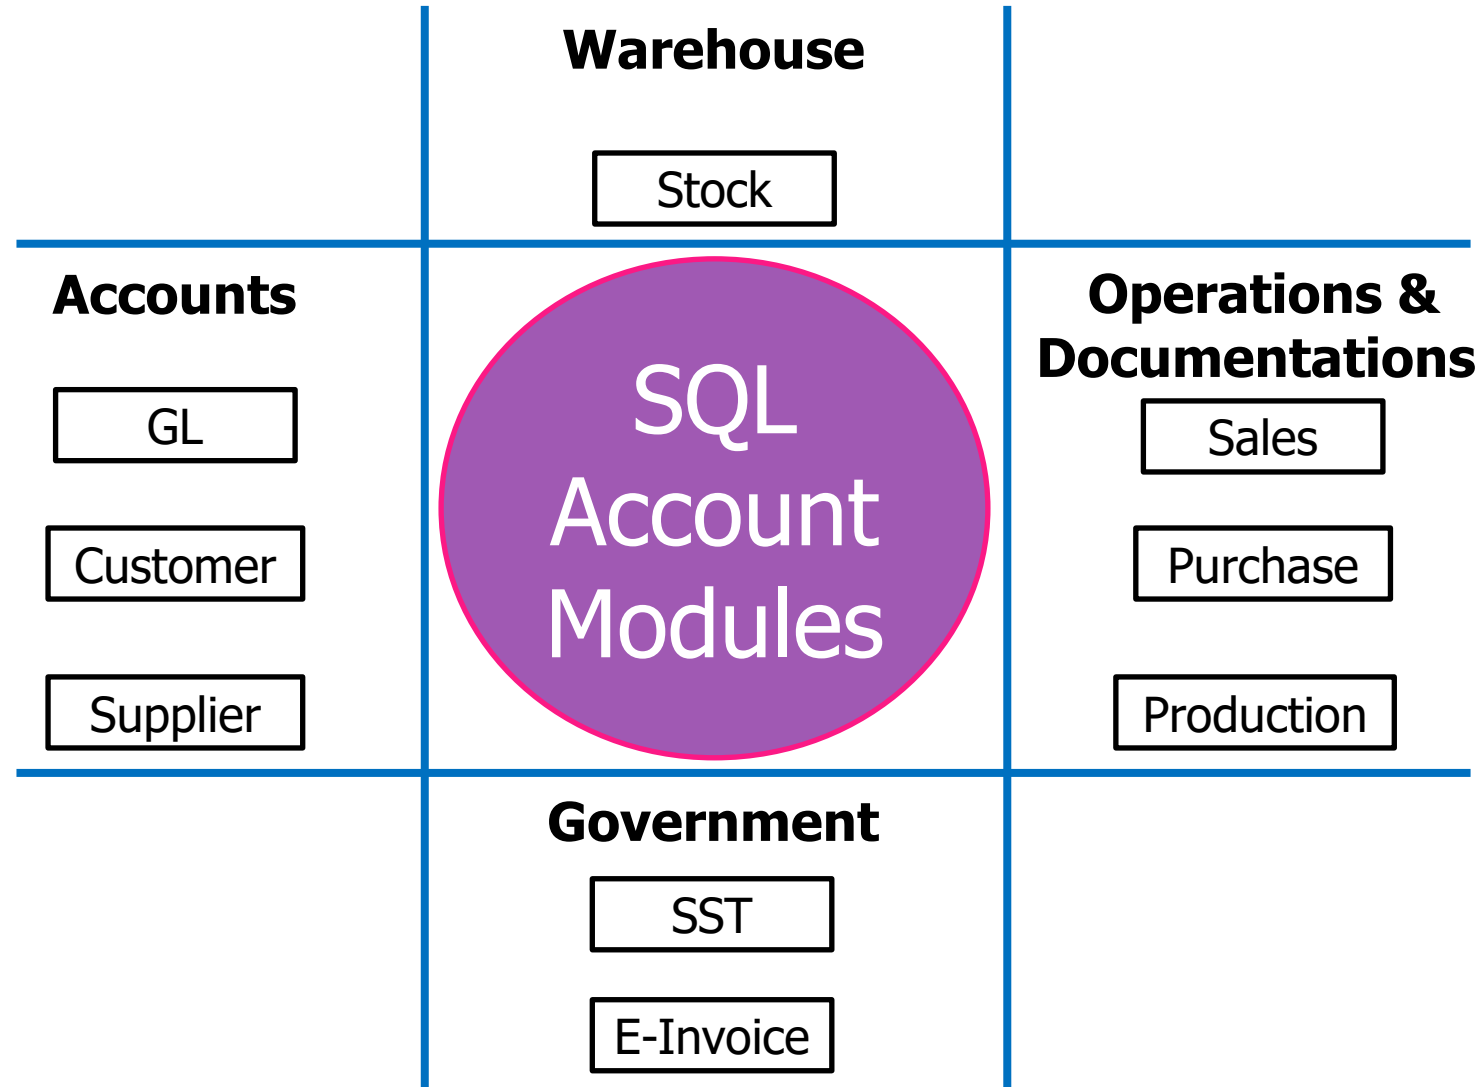 Warehouse
Stock
Accounts
GL
Customer
Supplier
SQL
Account
Modules
Operations &
Documentations
Sales
Purchase
Production
Government
SST
E-Invoice